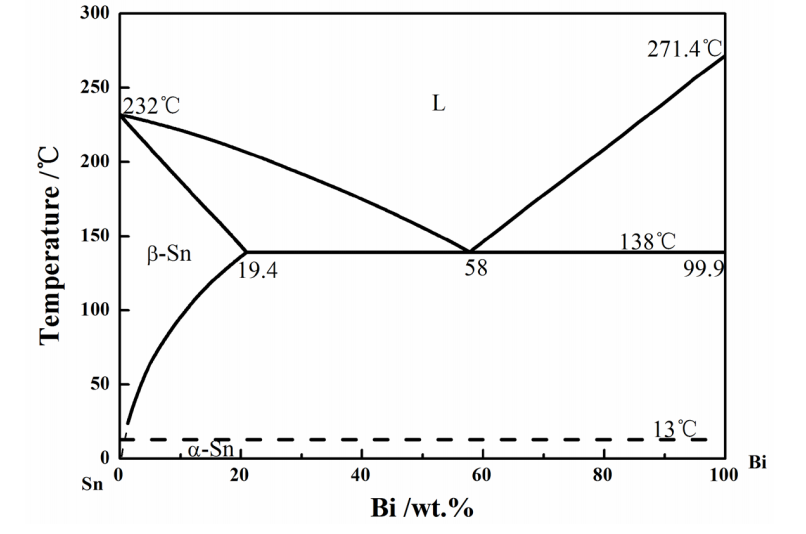 300
271.4℃
250
232℃
L
200
Temperature /℃
150
β-Sn
138℃
19.4
58
99.9
100
50
13℃
α-Sn
0
0
20
40
60
80
100
Sn
Bi
Bi /wt.%